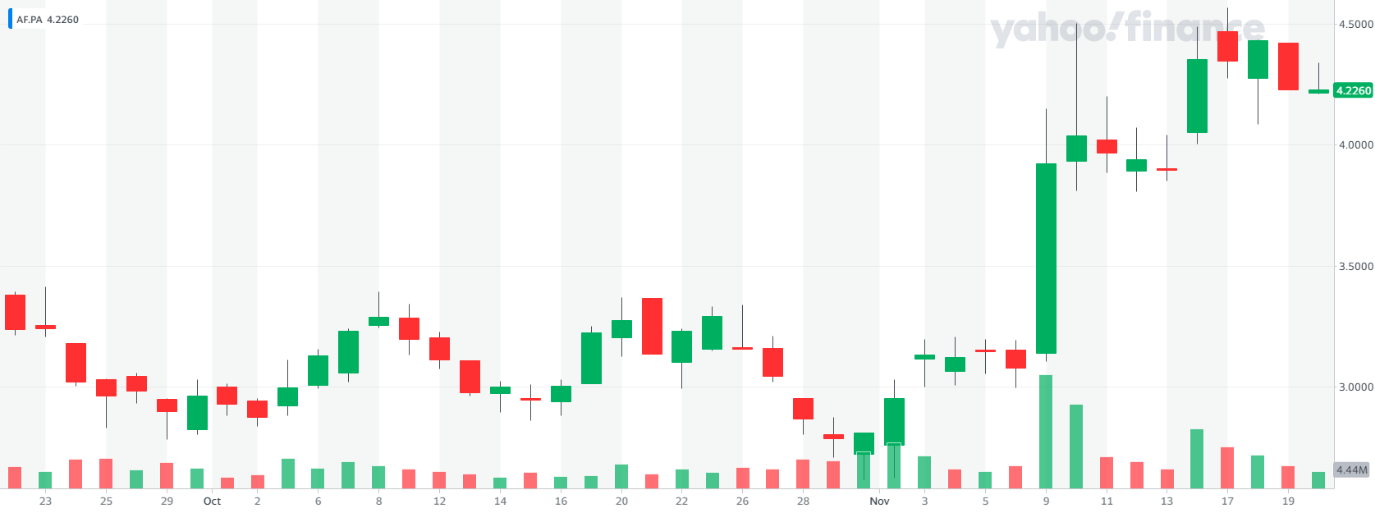 AF.PA 4.2260
yahoo!finance
4.5000
4.2260
4.0000
3.5000
3.0000
4.44M
23 25 29 Oct 2 6 8 12 14 16 20 22 26 28 Nov 3 5 9 11 13 17 19